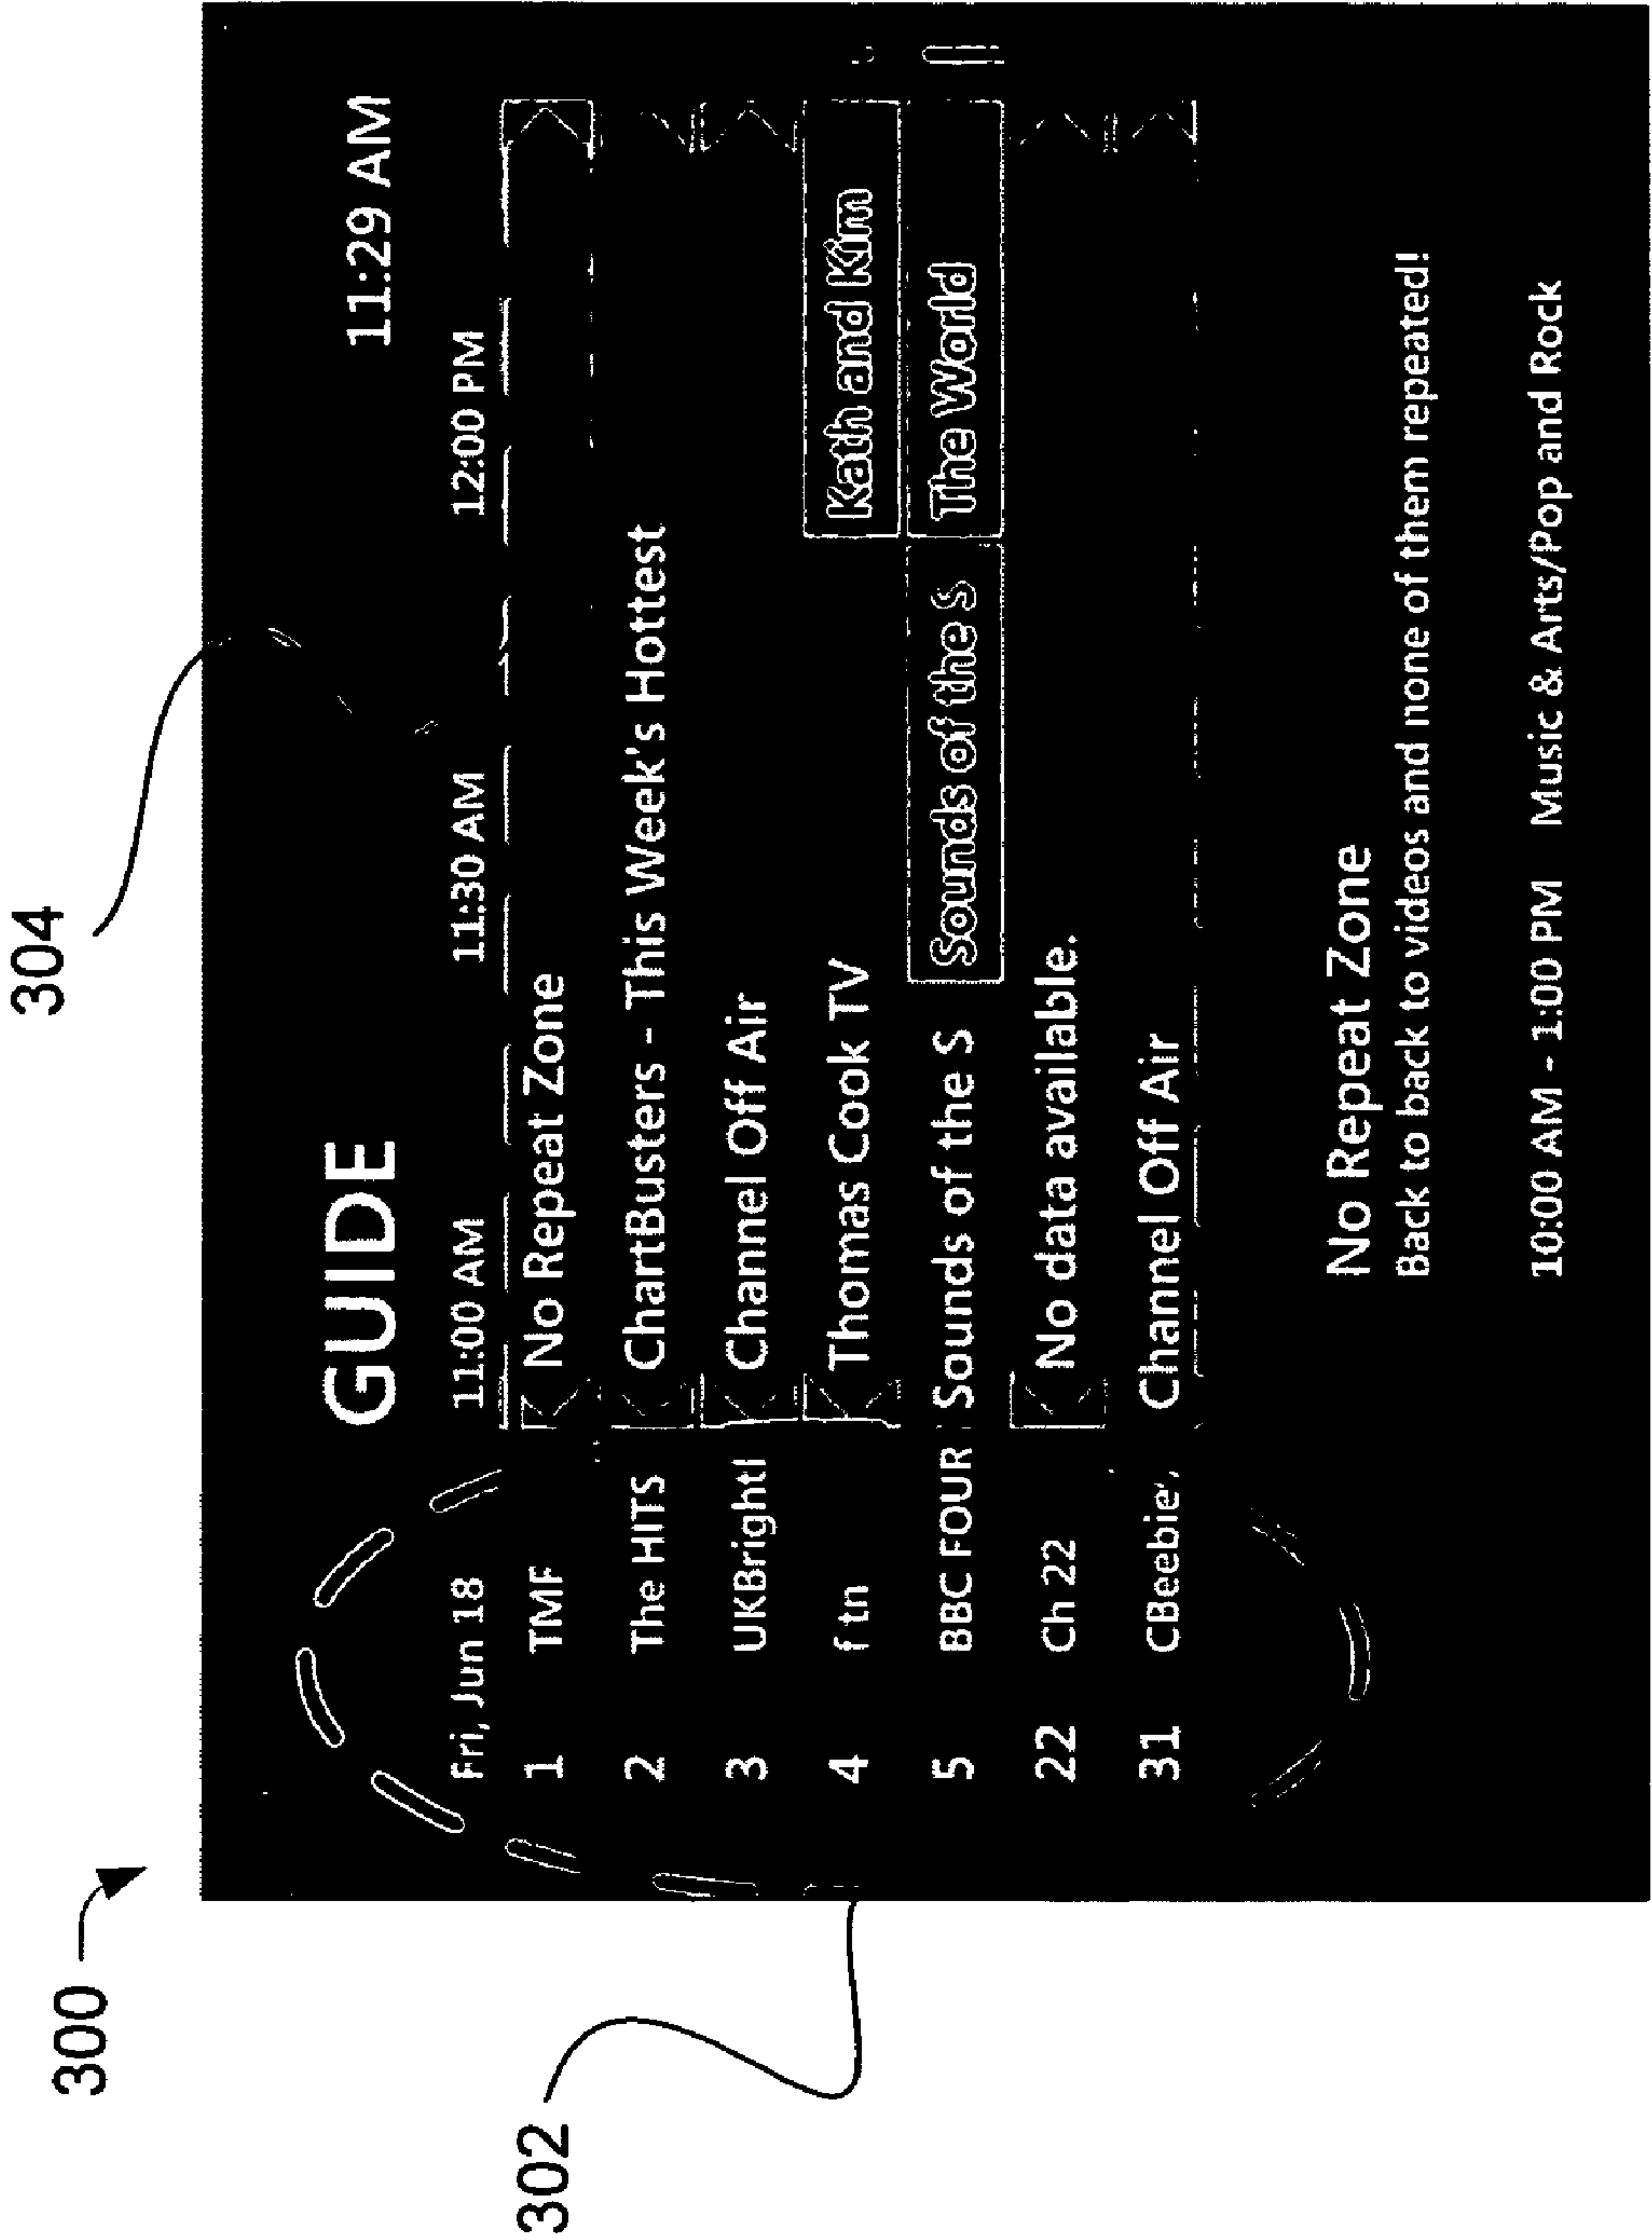 300
304
302
GUIDE 11:29 AM
Fri, Jun 18 11:00 AM 11:30 AM 12:00 PM
1 TMF No Repeat Zone
2 The HITS ChartBusters - This Week's Hottest
3 UKBrightI Channel Off Air
4 f tn Thomas Cook TV Kath and Kim
5 BBC FOUR Sounds of the S Sounds of the S The World
22 Ch 22 No data available.
31 CBeebie, Channel Off Air
No Repeat Zone
Back to back to videos and none of them repeated!
10:00 AM - 1:00 PM Music & Arts/Pop and Rock